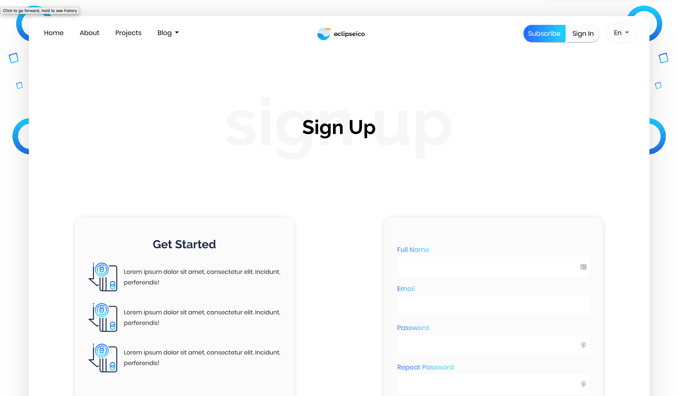 Click to go forward, hold to see history
Home About Projects Blog eclipseico Subscribe Sign In En
sign up
Sign Up
Get Started
Lorem ipsum dolor sit amet, consectetur elit. Incidunt,
perferendis!
Lorem ipsum dolor sit amet, consectetur elit. Incidunt,
perferendis!
Lorem ipsum dolor sit amet, consectetur elit. Incidunt,
perferendis!
Full Name
Email
Password
Repeat Password